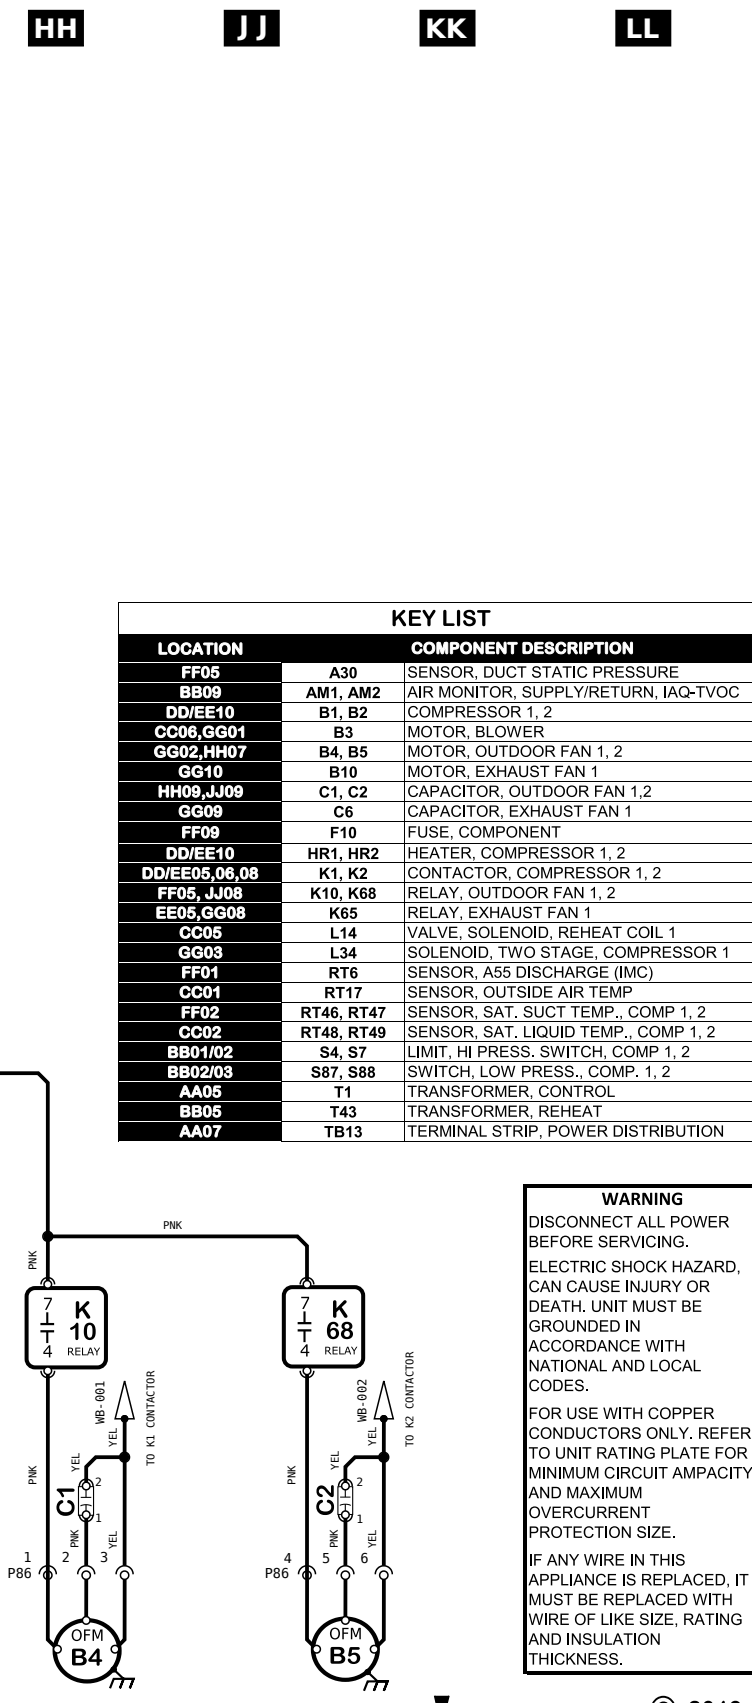 HH JJ KK LL
KEY LIST
LOCATION COMPONENT DESCRIPTION
FF05 A30 SENSOR, DUCT STATIC PRESSURE
BB09 AM1, AM2 AIR MONITOR, SUPPLY/RETURN, IAQ-TVOC
DD/EE10 B1, B2 COMPRESSOR 1, 2
CC06,GG01 B3 MOTOR, BLOWER
GG02,HH07 B4, B5 MOTOR, OUTDOOR FAN 1, 2
GG10 B10 MOTOR, EXHAUST FAN 1
HH09,JJ09 C1, C2 CAPACITOR, OUTDOOR FAN 1,2
GG09 C6 CAPACITOR, EXHAUST FAN 1
FF09 F10 FUSE, COMPONENT
DD/EE10 HR1, HR2 HEATER, COMPRESSOR 1, 2
DD/EE05,06,08 K1, K2 CONTACTOR, COMPRESSOR 1, 2
FF05, JJ08 K10, K68 RELAY, OUTDOOR FAN 1, 2
EE05,GG08 K65 RELAY, EXHAUST FAN 1
CC05 L14 VALVE, SOLENOID, REHEAT COIL 1
GG03 L34 SOLENOID, TWO STAGE, COMPRESSOR 1
FF01 RT6 SENSOR, A55 DISCHARGE (IMC)
CC01 RT17 SENSOR, OUTSIDE AIR TEMP
FF02 RT46, RT47 SENSOR, SAT. SUCT TEMP., COMP 1, 2
CC02 RT48, RT49 SENSOR, SAT. LIQUID TEMP., COMP 1, 2
BB01/02 S4, S7 LIMIT, HI PRESS. SWITCH, COMP 1, 2
BB02/03 S87, S88 SWITCH, LOW PRESS., COMP. 1, 2
AA05 T1 TRANSFORMER, CONTROL
BB05 T43 TRANSFORMER, REHEAT
AA07 TB13 TERMINAL STRIP, POWER DISTRIBUTION
PNK
PNK
7 K
10
4 RELAY
7 K
68
4 RELAY
WB-001
TO K1 CONTACTOR
YEL
YEL
PNK
C1
2
1
PNK
YEL
1 2 3
P86
OFM
B4
WB-002
TO K2 CONTACTOR
YEL
YEL
PNK
C2
2
1
PNK
YEL
4 5 6
P86
OFM
B5
WARNING
DISCONNECT ALL POWER
BEFORE SERVICING.
ELECTRIC SHOCK HAZARD,
CAN CAUSE INJURY OR
DEATH. UNIT MUST BE
GROUNDED IN
ACCORDANCE WITH
NATIONAL AND LOCAL
CODES.
FOR USE WITH COPPER
CONDUCTORS ONLY. REFER
TO UNIT RATING PLATE FOR
MINIMUM CIRCUIT AMPACITY
AND MAXIMUM
OVERCURRENT
PROTECTION SIZE.
IF ANY WIRE IN THIS
APPLIANCE IS REPLACED, IT
MUST BE REPLACED WITH
WIRE OF LIKE SIZE, RATING
AND INSULATION
THICKNESS.